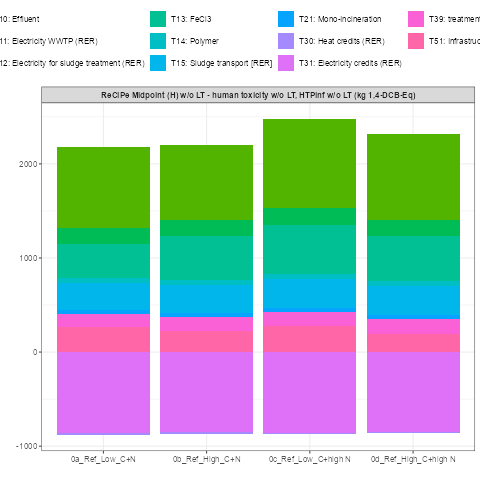 10: Effluent T13: FeCl3 T21: Mono-incineration T39: treatment
11: Electricity WWTP (RER) T14: Polymer T30: Heat credits (RER) T51: Infrastruc
12: Electricity for sludge treatment (RER) T15: Sludge transport (RER) T31: Electricity credits (RER)
ReCiPe Midpoint (H) w/o LT - human toxicity w/o LT, HTPinf w/o LT (kg 1,4-DCB-Eq)
2000
1000
0
-1000
0a_Ref_Low_C+N 0b_Ref_High_C+N 0c_Ref_Low_C+high N 0d_Ref_High_C+high N